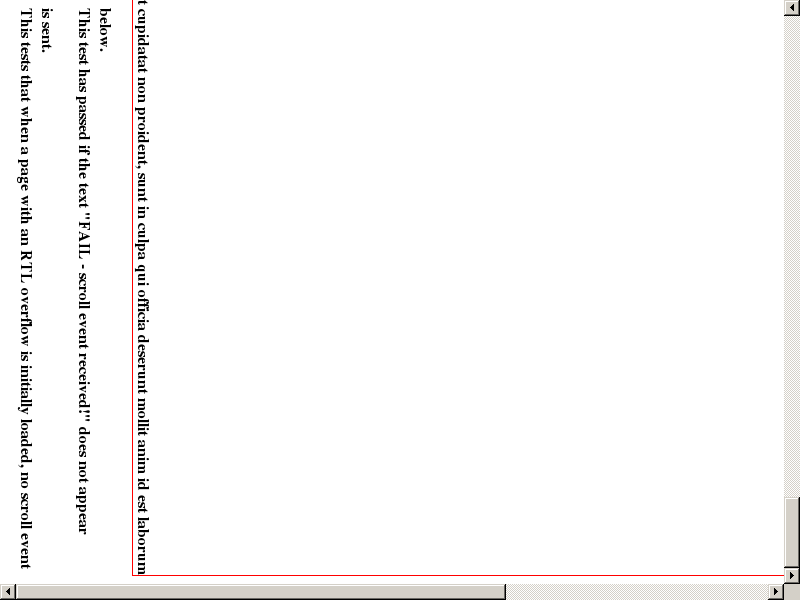 This tests that when a page with an RTL overflow is initially loaded, no scroll event
is sent.
This test has passed if the text "FAIL - scroll event received!" does not appear
below.
t cupidatat non proident, sunt in culpa qui officia deserunt mollit anim id est laborum